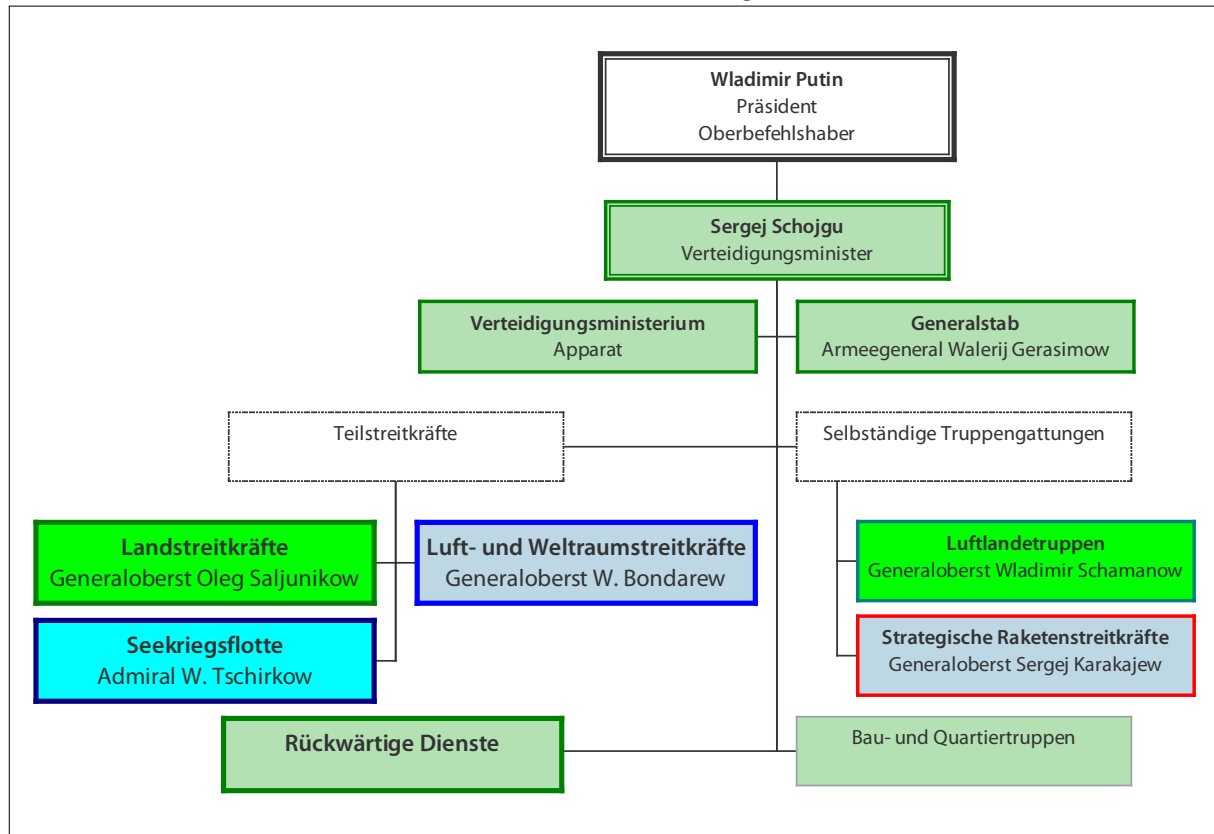 Wladimir Putin
Präsident
Oberbefehlshaber
Sergej Schojgu
Verteidigungsminister
Verteidigungsministerium
Apparat
Generalstab
Armeegeneral Walerij Gerasimow
Teilstreitkräfte
Selbständige Truppengattungen
Landstreitkräfte
Generaloberst Oleg Saljunikow
Luft- und Weltraumstreitkräfte
Generaloberst W. Bondarew
Luftlandetruppen
Generaloberst Wladimir Schamanow
Seekriegsflotte
Admiral W. Tschirkow
Strategische Raketenstreitkräfte
Generaloberst Sergej Karakajew
Rückwärtige Dienste
Bau- und Quartiertruppen